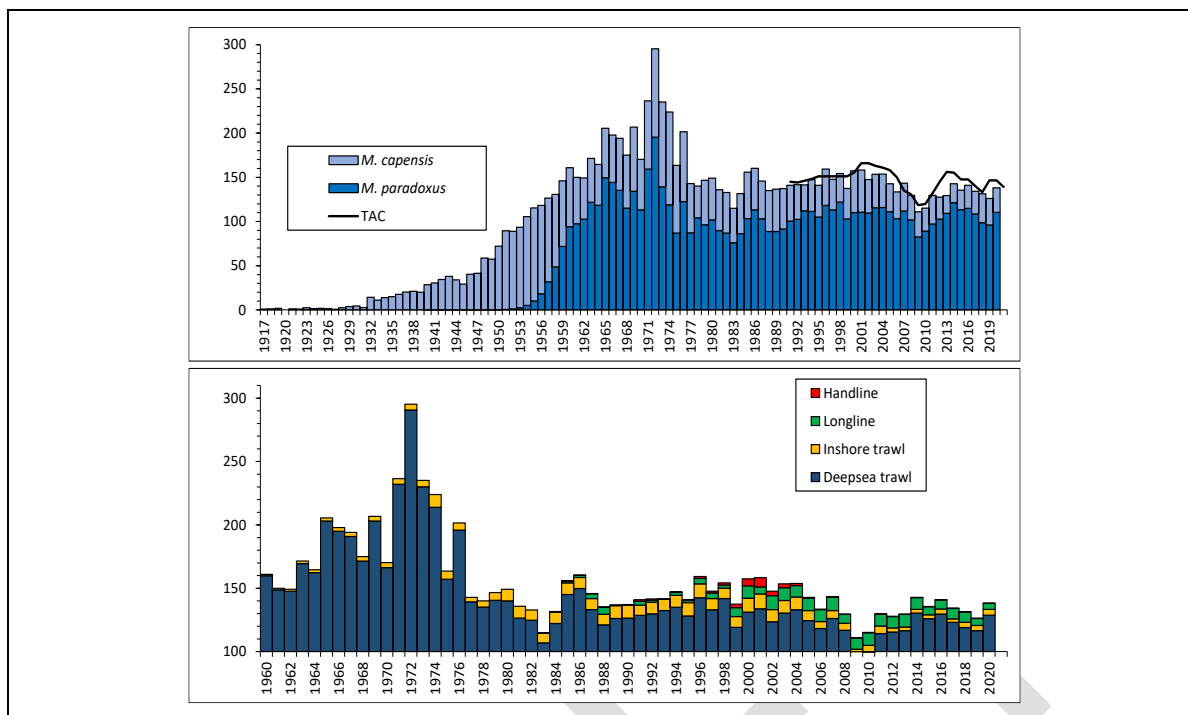 300
250
200
150
100
50
0
M. capensis
M. paradoxus
TAC
1917 1920 1923 1926 1929 1932 1935 1938 1941 1944 1947 1950 1953 1956 1959 1962 1965 1968 1971 1974 1977 1980 1983 1986 1989 1992 1995 1998 2001 2004 2007 2010 2013 2016 2019
300
250
200
150
100
Handline
Longline
Inshore trawl
Deepsea trawl
1960 1962 1964 1966 1968 1970 1972 1974 1976 1978 1980 1982 1984 1986 1988 1990 1992 1994 1996 1998 2000 2002 2004 2006 2008 2010 2012 2014 2016 2018 2020